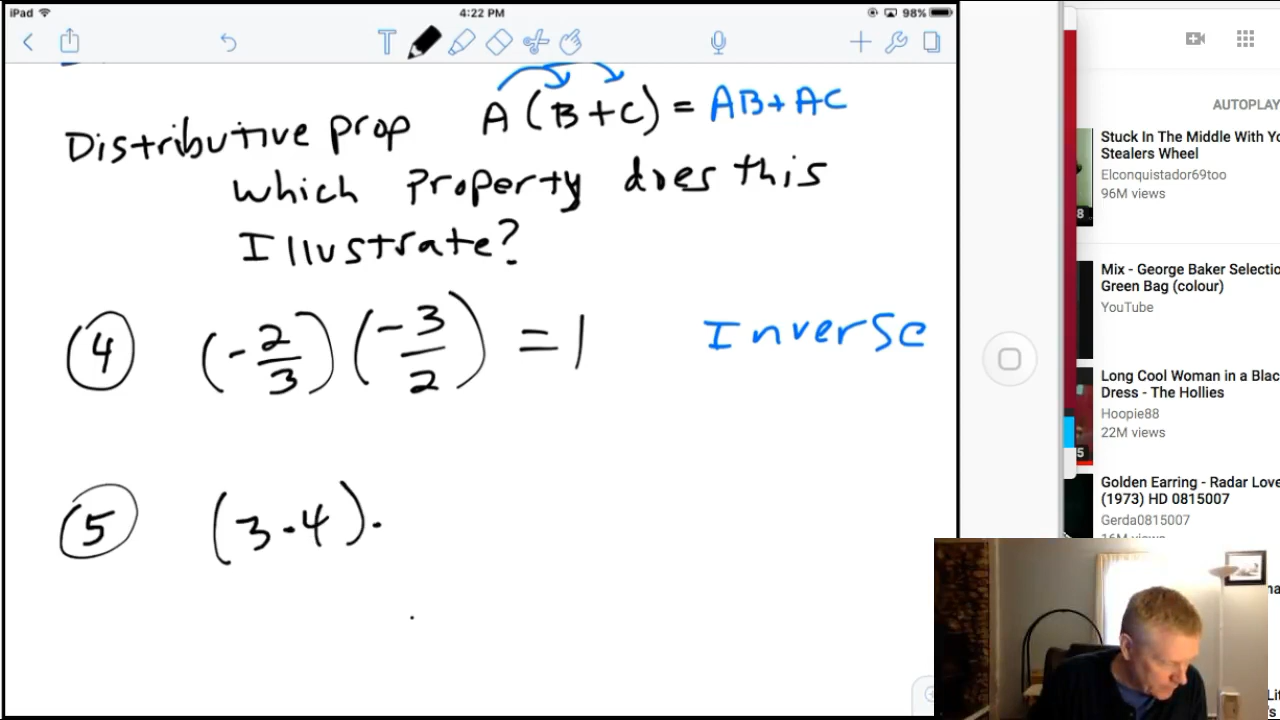 iPad 4:22 PM 98%
T
A(B+C) = AB+AC
Distributive prop
which property does this
Illustrate?
④ (-2/3)(-3/2) = 1 Inverse
⑤ (3·4)·
AUTOPLAY
Stuck In The Middle With Yo
Stealers Wheel
Elconquistador69too
96M views
8
Mix - George Baker Selectio
Green Bag (colour)
YouTube
Long Cool Woman in a Blac
Dress - The Hollies
Hoopie88
22M views
5
Golden Earring - Radar Love
(1973) HD 0815007
Gerda0815007